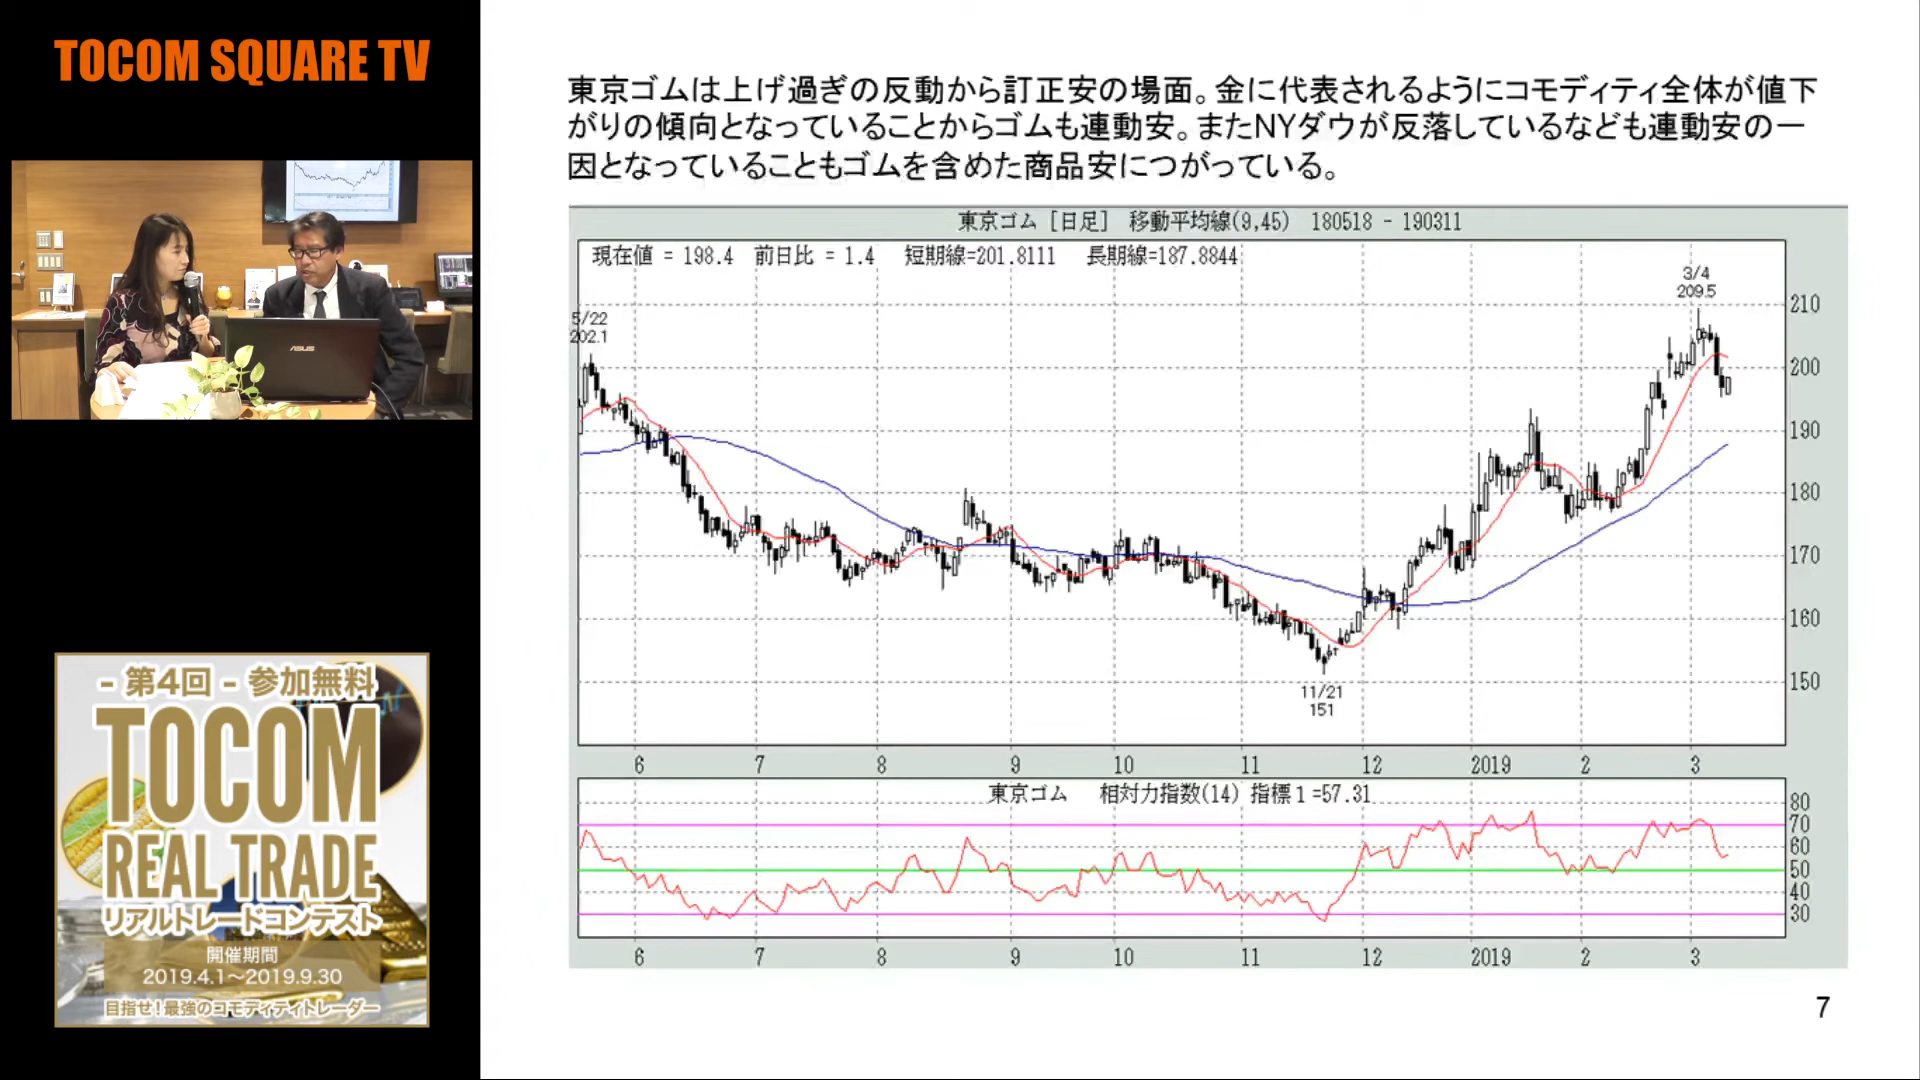 TOCOM SQUARE TV
東京ゴムは上げ過ぎの反動から訂正安の場面。金に代表されるようにコモディティ全体が値下
がりの傾向となっていることからゴムも連動安。またNYダウが反落しているなども連動安の一
因となっていることもゴムを含めた商品安につがっている。
東京ゴム [日足] 移動平均線(9,45) 180518 - 190311
現在値 = 198.4 前日比 = 1.4 短期線=201.8111 長期線=187.8844
3/4
209.5
5/22
202.1
11/21
151
210
200
190
180
170
160
150
6 7 8 9 10 11 12 2019 2 3
東京ゴム 相対力指数(14) 指標1=57.31
80
70
60
50
40
30
6 7 8 9 10 11 12 2019 2 3
7
ASUS
- 第4回 - 参加無料
TOCOM
REAL TRADE
リアルトレードコンテスト
開催期間
2019.4.1～2019.9.30
目指せ!最強のコモディティトレーダー